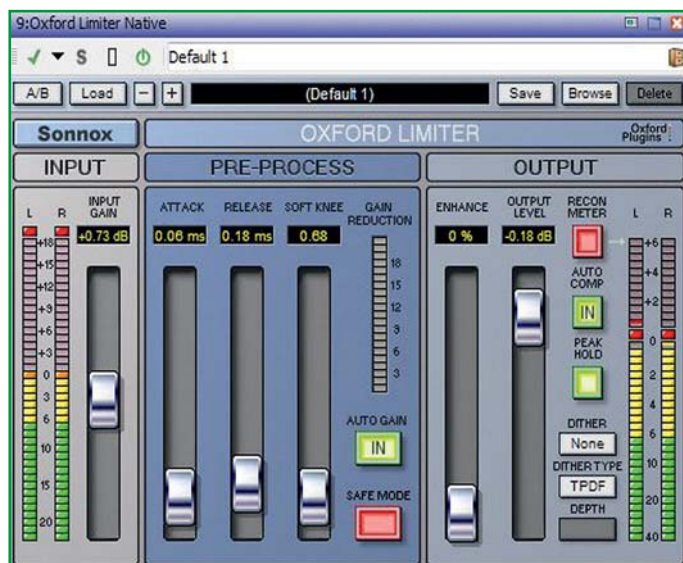 9:Oxford Limiter Native
S Default 1
A/B Load − + (Default 1) Save Browse Delete
Sonnox OXFORD LIMITER Oxford Plugins
INPUT PRE-PROCESS OUTPUT
L R INPUT GAIN
+0.73 dB
+18
+15
+12
+9
+6
+3
0
3
6
10
15
20
ATTACK RELEASE SOFT KNEE GAIN REDUCTION
0.06 ms 0.18 ms 0.68
18
15
12
9
6
3
AUTO GAIN
IN
SAFE MODE
ENHANCE OUTPUT LEVEL RECON METER L R
0 % -0.18 dB
AUTO COMP
IN
PEAK HOLD
DITHER
None
DITHER TYPE
TPDF
DEPTH
+6
+4
+2
0
2
4
6
10
20
40